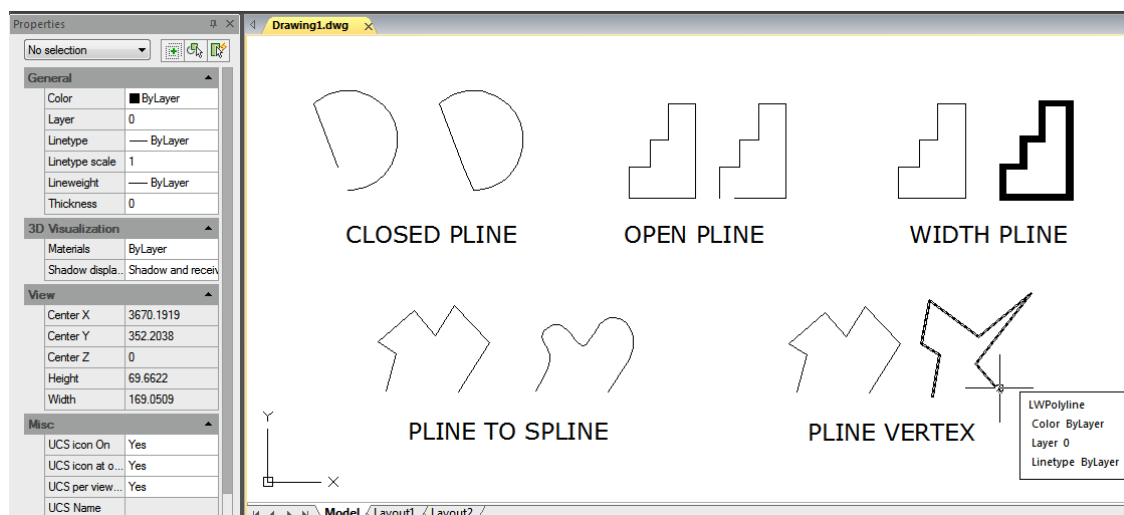 Properties
No selection
General
Color ByLayer
Layer 0
Linetype ByLayer
Linetype scale 1
Lineweight ByLayer
Thickness 0
3D Visualization
Materials ByLayer
Shadow displa... Shadow and receiv
View
Center X 3670.1919
Center Y 352.2038
Center Z 0
Height 69.6622
Width 169.0509
Misc
UCS icon On Yes
UCS icon at o... Yes
UCS per view... Yes
UCS Name
Drawing1.dwg
CLOSED PLINE OPEN PLINE WIDTH PLINE
PLINE TO SPLINE PLINE VERTEX
LWPolyline
Color ByLayer
Layer 0
Linetype ByLayer
Y
X
Model Layout1 Layout2